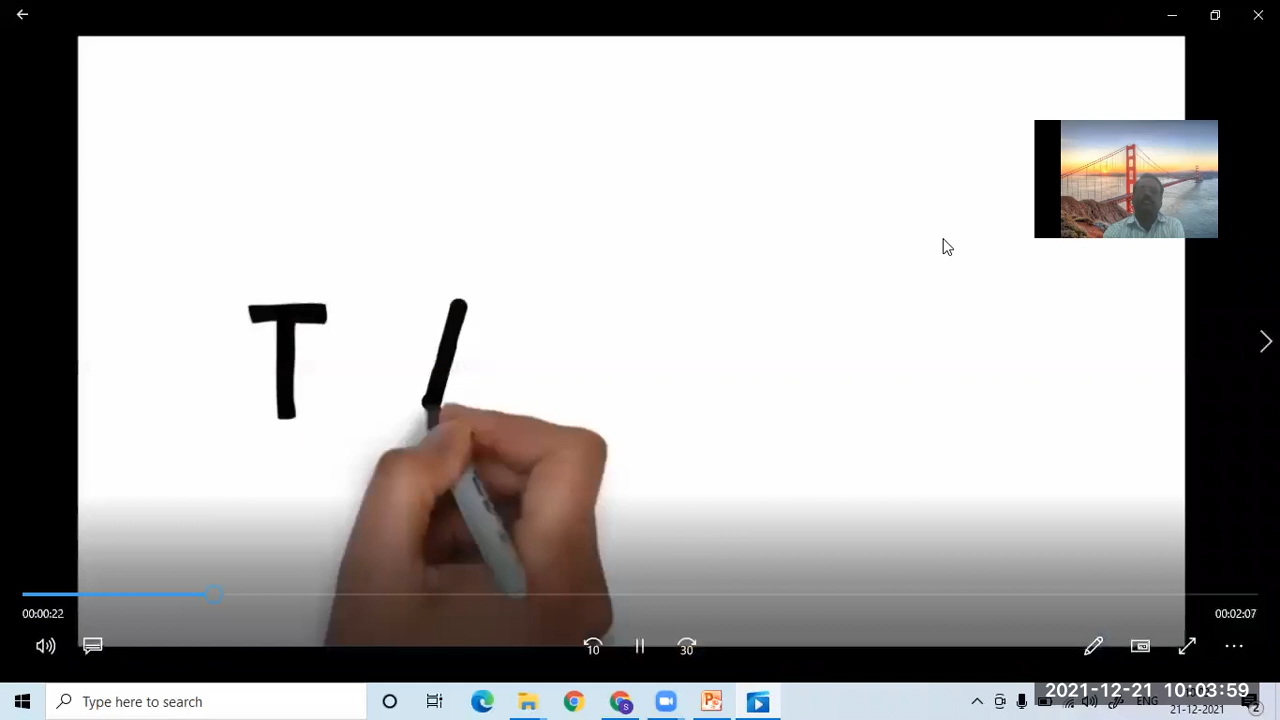 T /
00:00:22
00:02:07
10
30
Type here to search
2021-12-21 10:03:59
ENG
21-12-2021
2